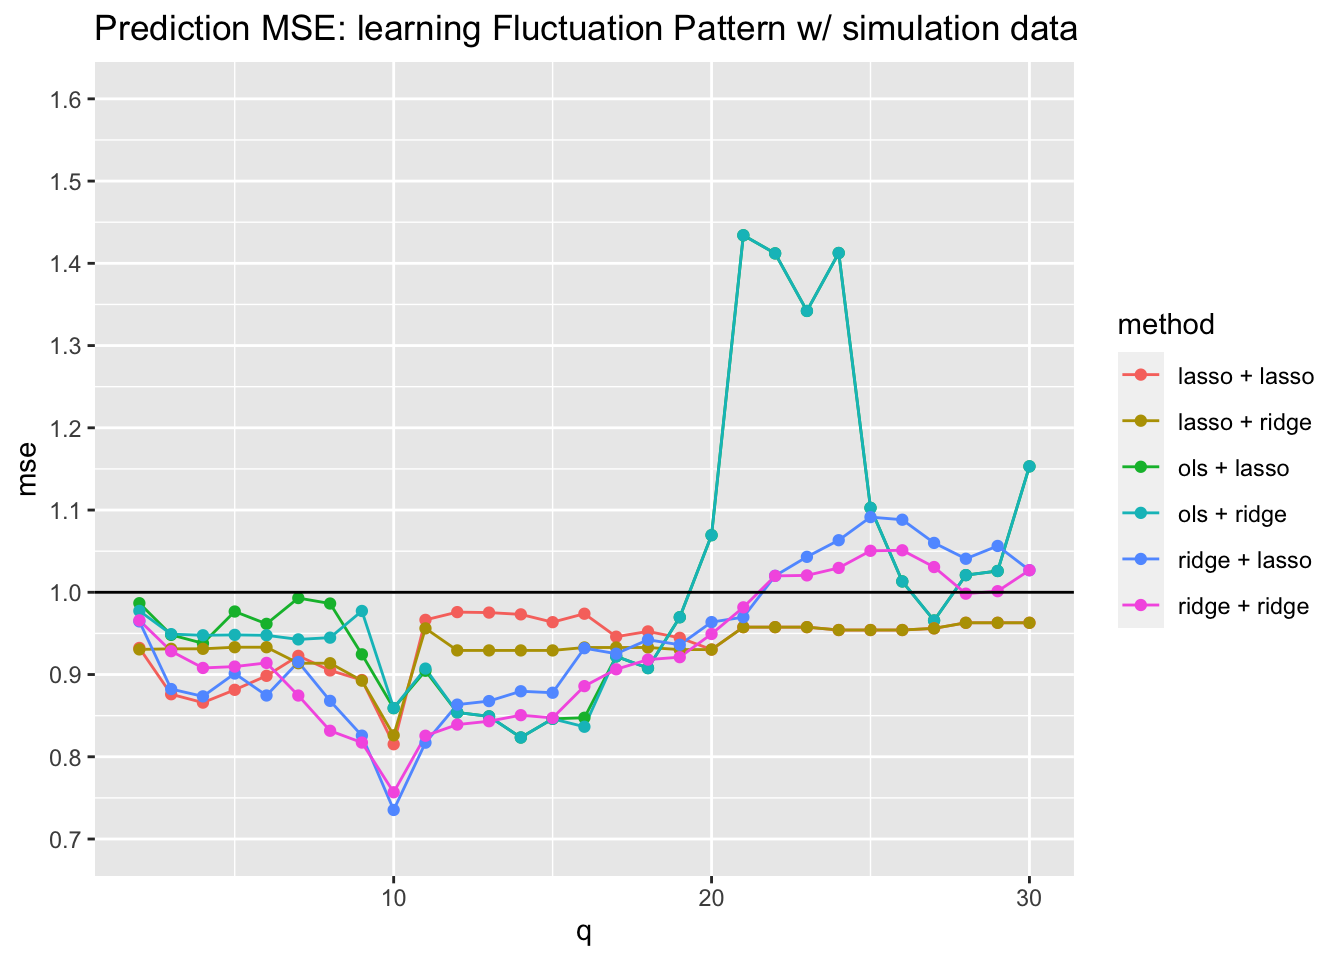 Prediction MSE: learning Fluctuation Pattern w/ simulation data
1.6
1.5
1.4
1.3
1.2
1.1
1.0
0.9
0.8
0.7
mse
10
20
30
q
method
lasso + lasso
lasso + ridge
ols + lasso
ols + ridge
ridge + lasso
ridge + ridge